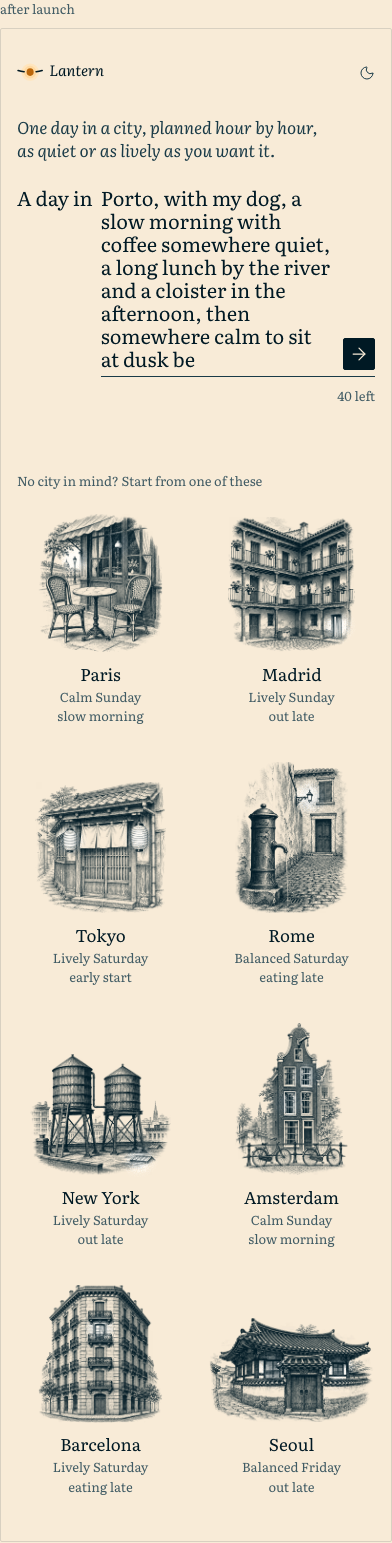 after launch
Lantern
One day in a city, planned hour by hour,
as quiet or as lively as you want it.
A day in Porto, with my dog, a
slow morning with
coffee somewhere quiet,
a long lunch by the river
and a cloister in the
afternoon, then
somewhere calm to sit
at dusk be
40 left
No city in mind? Start from one of these
Paris
Calm Sunday
slow morning
Madrid
Lively Sunday
out late
Tokyo
Lively Saturday
early start
Rome
Balanced Saturday
eating late
New York
Lively Saturday
out late
Amsterdam
Calm Sunday
slow morning
Barcelona
Lively Saturday
eating late
Seoul
Balanced Friday
out late